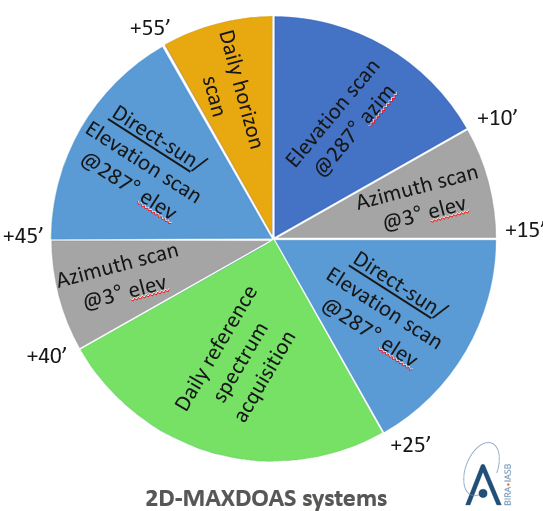 +55’
Daily horizon
scan
Elevation scan
@287° azim
+10’
Azimuth scan
@3° elev
+15’
Direct-sun/
Elevation scan
@287° elev
+25’
Daily reference
spectrum
acquisition
+40’
Azimuth scan
@3° elev
+45’
Direct-sun/
Elevation scan
@287° elev
2D-MAXDOAS systems
BIRA•IASB